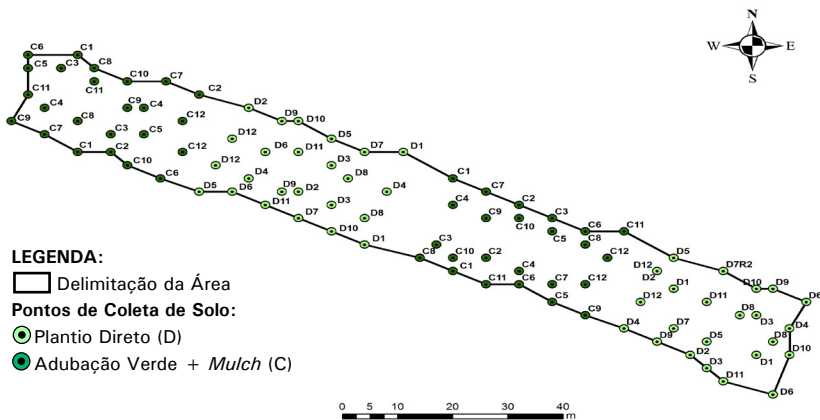 N
W E
S
C6 C1
C5 C3 C8 C10 C7
C11 C11 C2
C4 C9 C4 D2
C9 C8 C12 D9 D10
C7 C3 C5 D12 D5
C1 C2 C12 D6 D11 D7 D1
C10 D12 D3
C6 D4 D8 C1
D5 D6 D9 D2 D4 C7
D11 D3 C4 C2
D7 D8 C9 C10 C3
D10 C5 C6 C11
D1 C3 C8
C8 C10 C2 C12 D5
C1 C4 D12 D2 D7R2
C11 C6 C7 C12 D1 D10 D9
C5 D12 D11 D6
C9 D8 D3
D4 D7 D4
D9 D5 D8
D2 D1 D10
D3
D11 D6
LEGENDA:
Delimitação da Área
Pontos de Coleta de Solo:
Plantio Direto (D)
Adubação Verde + Mulch (C)
0 5 10 20 30 40
m